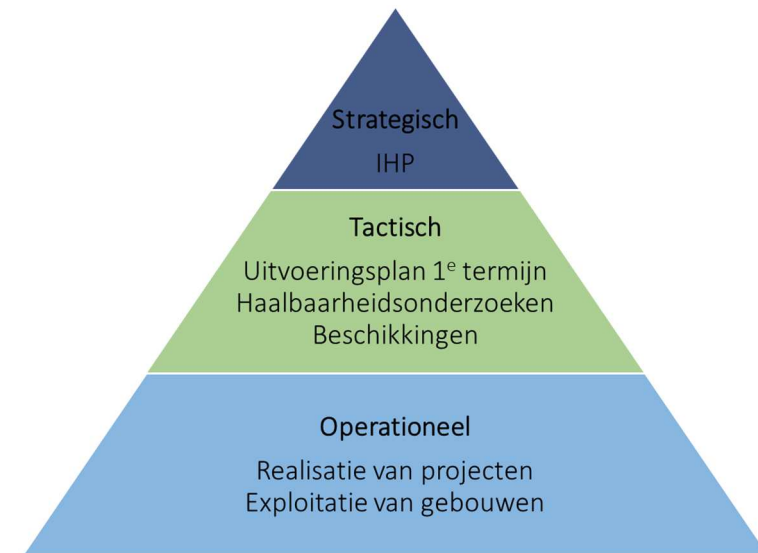 Strategisch
IHP
Tactisch
Uitvoeringsplan 1ᵉ termijn
Haalbaarheidsonderzoeken
Beschikkingen
Operationeel
Realisatie van projecten
Exploitatie van gebouwen